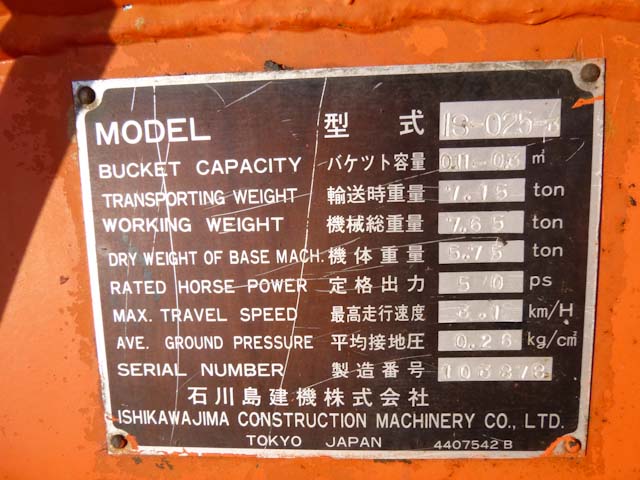 MODEL 型式 IS-025-
BUCKET CAPACITY バケツト容量 0.11-0.3 m³
TRANSPORTING WEIGHT 輸送時重量 7.15 ton
WORKING WEIGHT 機械総重量 7.65 ton
DRY WEIGHT OF BASE MACH. 機体重量 5.75 ton
RATED HORSE POWER 定格出力 50 ps
MAX. TRAVEL SPEED 最高走行速度 km/H
AVE. GROUND PRESSURE 平均接地圧 0.26 kg/cm²
SERIAL NUMBER 製造番号
石川島建機株式会社
ISHIKAWAJIMA CONSTRUCTION MACHINERY CO., LTD.
TOKYO JAPAN 4407542 B